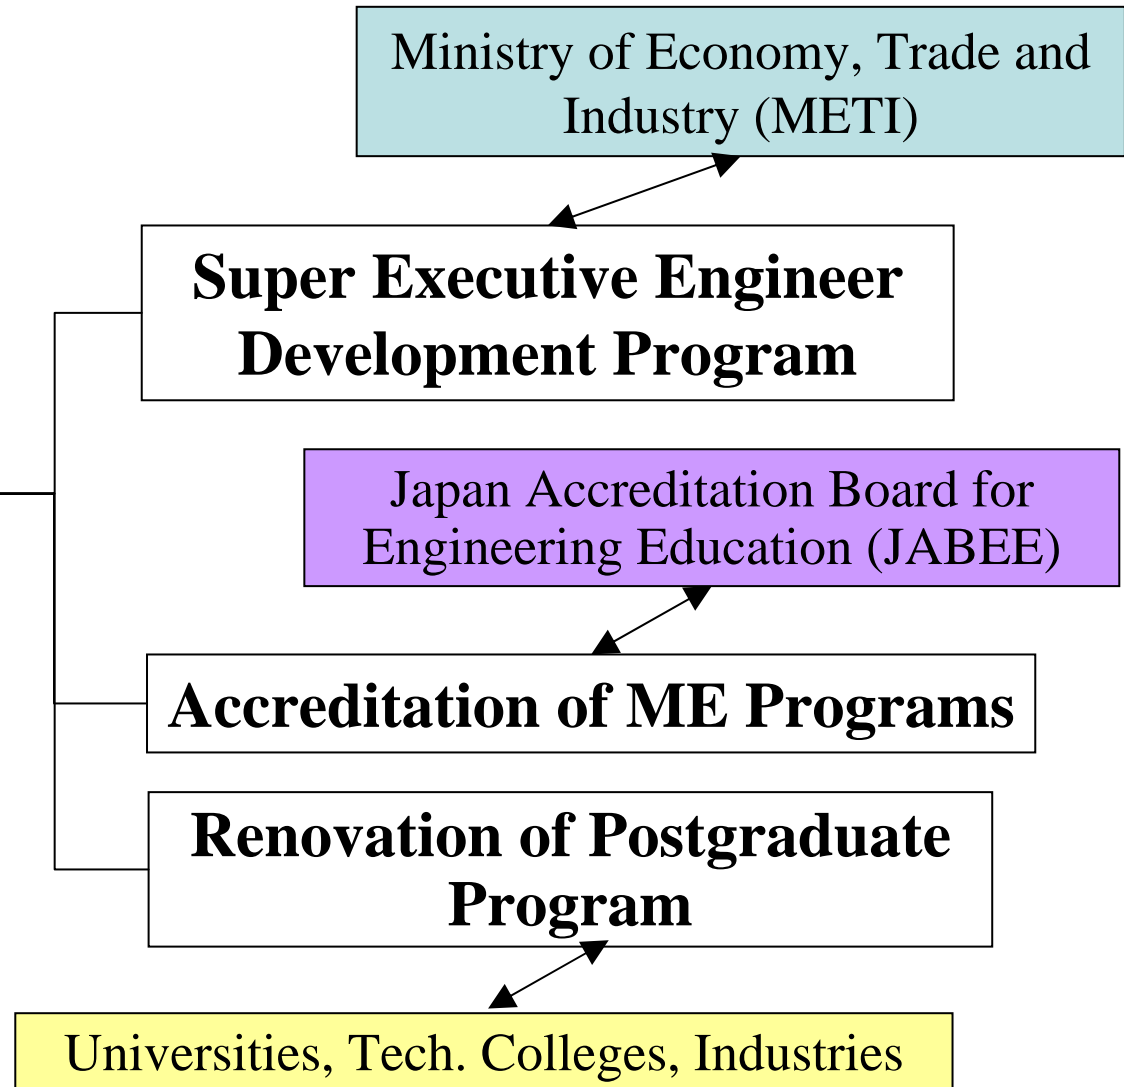 Ministry of Economy, Trade and
Industry (METI)
Super Executive Engineer
Development Program
Japan Accreditation Board for
Engineering Education (JABEE)
Accreditation of ME Programs
Renovation of Postgraduate
Program
Universities, Tech. Colleges, Industries